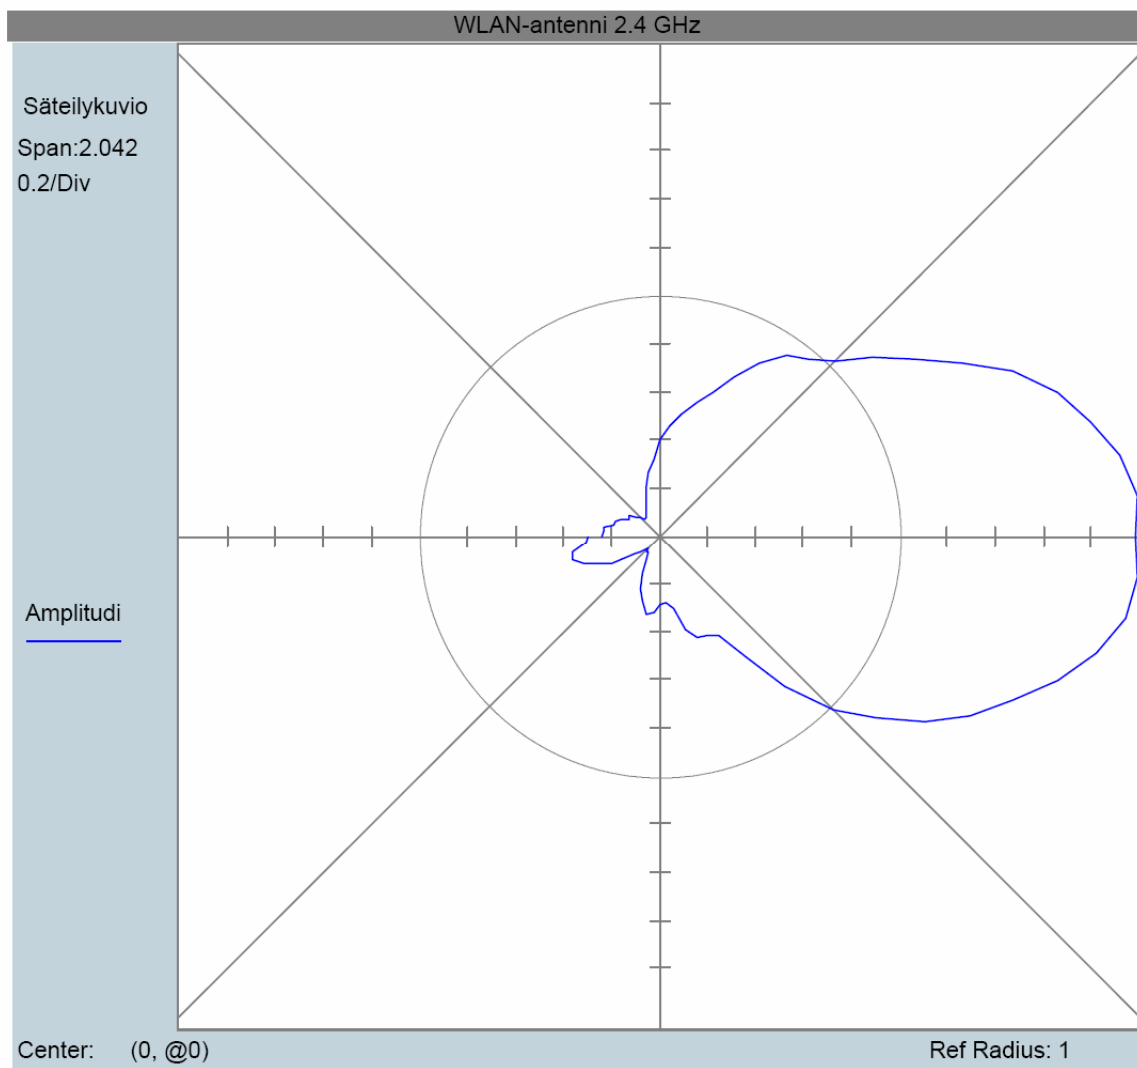 WLAN-antenni 2.4 GHz
Säteilykuvio
Span:2.042
0.2/Div
Amplitudi
Center: (0, @0)
Ref Radius: 1